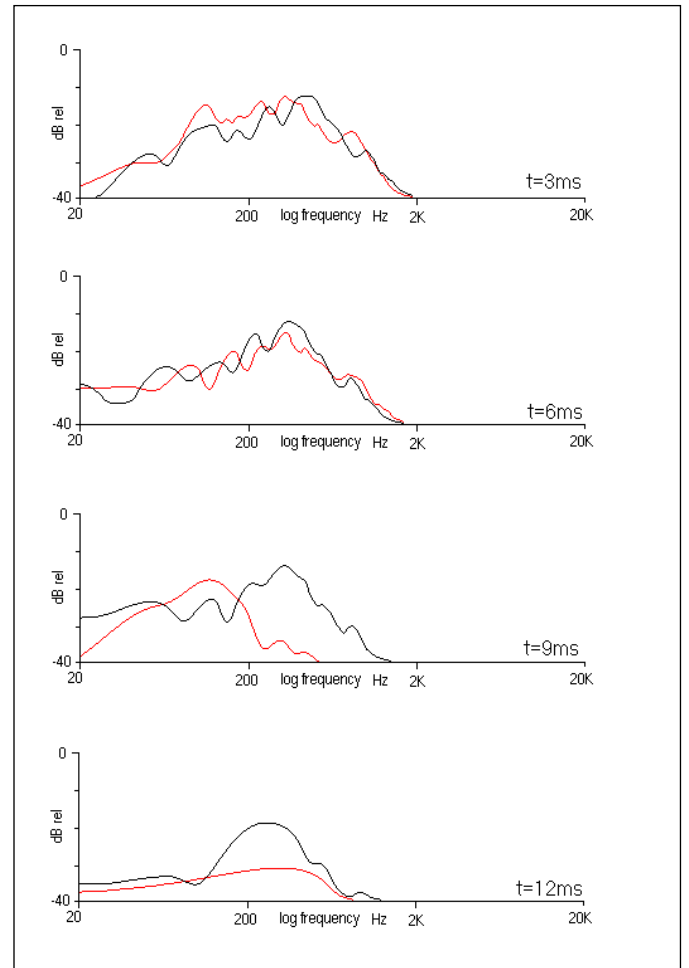 0
dB rel
t=3ms
-40
20 200 log frequency Hz 2K 20K
0
dB rel
t=6ms
-40
20 200 log frequency Hz 2K 20K
0
dB rel
t=9ms
-40
20 200 log frequency Hz 2K 20K
0
dB rel
t=12ms
-40
20 200 log frequency Hz 2K 20K